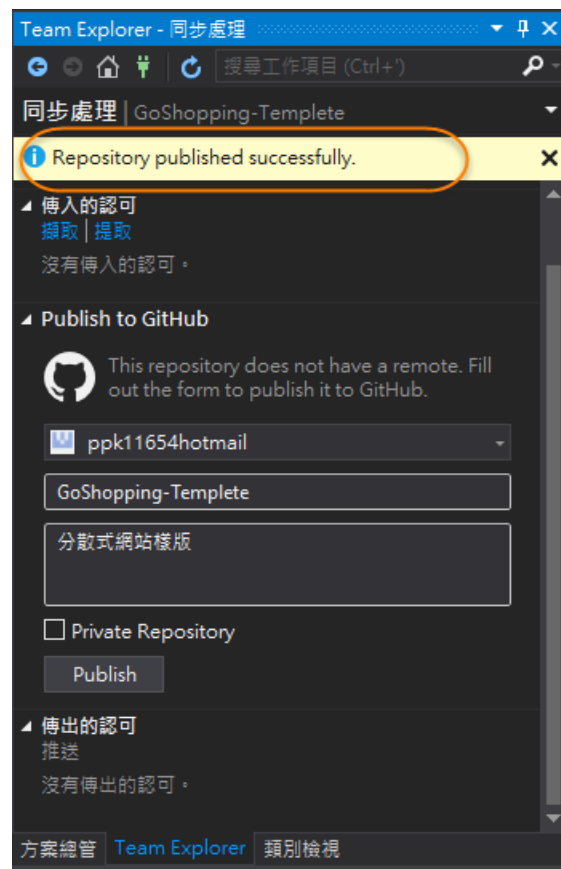 Team Explorer - 同步處理
搜尋工作項目 (Ctrl+')
同步處理 | GoShopping-Templete
Repository published successfully.
傳入的認可
擷取 | 提取
沒有傳入的認可。
Publish to GitHub
This repository does not have a remote. Fill
out the form to publish it to GitHub.
ppk11654hotmail
GoShopping-Templete
分散式網站樣版
Private Repository
Publish
傳出的認可
推送
沒有傳出的認可。
方案總管 Team Explorer 類別檢視